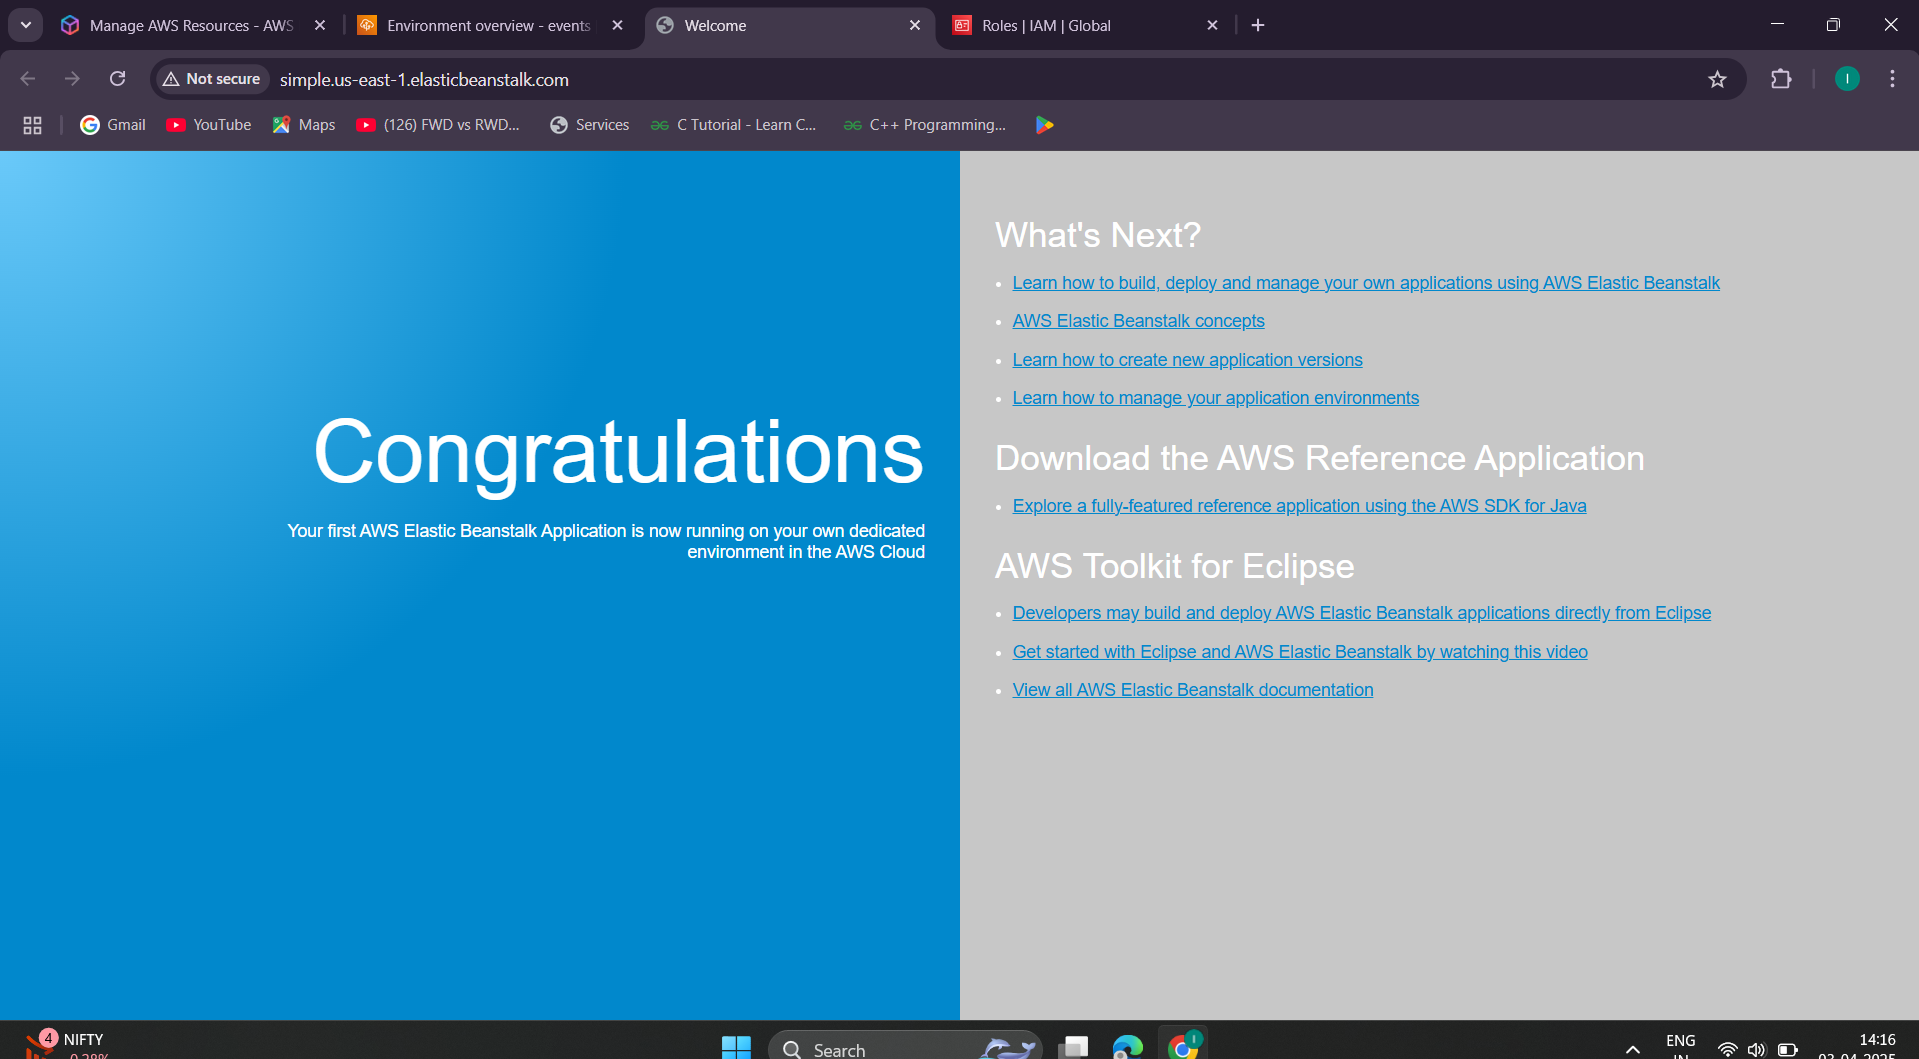 Manage AWS Resources - AWS
Environment overview - events
Welcome
Roles | IAM | Global
Not secure
simple.us-east-1.elasticbeanstalk.com
I
Gmail
YouTube
Maps
(126) FWD vs RWD...
Services
C Tutorial - Learn C...
C++ Programming...
Congratulations
Your first AWS Elastic Beanstalk Application is now running on your own dedicated
environment in the AWS Cloud
What's Next?
Learn how to build, deploy and manage your own applications using AWS Elastic Beanstalk
AWS Elastic Beanstalk concepts
Learn how to create new application versions
Learn how to manage your application environments
Download the AWS Reference Application
Explore a fully-featured reference application using the AWS SDK for Java
AWS Toolkit for Eclipse
Developers may build and deploy AWS Elastic Beanstalk applications directly from Eclipse
Get started with Eclipse and AWS Elastic Beanstalk by watching this video
View all AWS Elastic Beanstalk documentation
4
NIFTY
-0.28%
Search
I
ENG
IN
14:16
03-04-2025